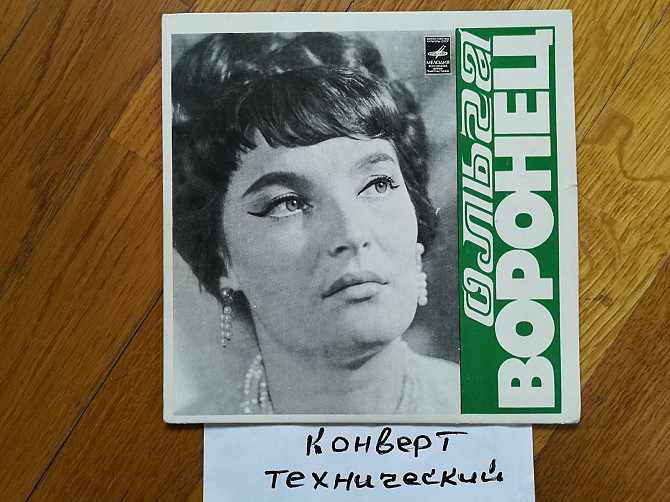 МЕЛОДИЯ
ольга
ВОРОНЕЦ
Конверт
технический